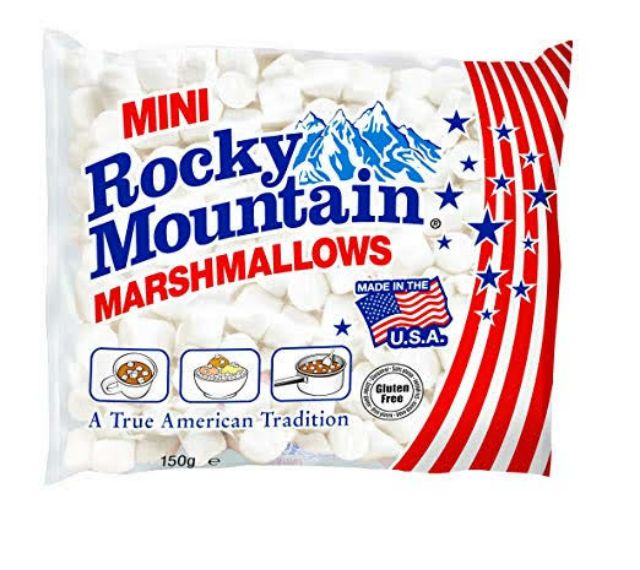 MINI
Rocky
Mountain®
MARSHMALLOWS
MADE IN THE
U.S.A.
Gluten
Free
A True American Tradition
150g e